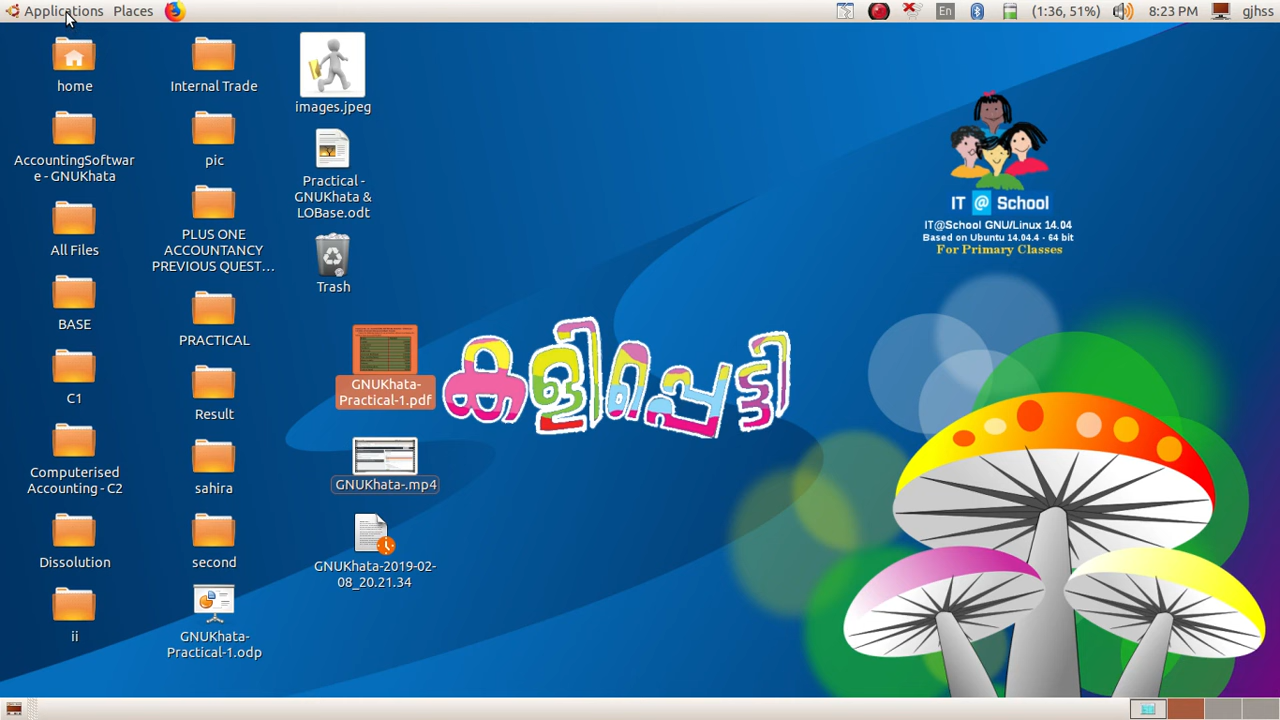 Applications Places
En
(1:36, 51%)
8:23 PM
gjhss
home
AccountingSoftwar
e - GNUKhata
All Files
BASE
C1
Computerised
Accounting - C2
Dissolution
ii
Internal Trade
pic
PLUS ONE
ACCOUNTANCY
PREVIOUS QUEST...
PRACTICAL
Result
sahira
second
GNUKhata-
Practical-1.odp
images.jpeg
Practical -
GNUKhata &
LOBase.odt
Trash
GNUKhata-
Practical-1.pdf
GNUKhata-.mp4
GNUKhata-2019-02-
08_20.21.34
കളിപ്പെട്ടി
IT @ School
IT@School GNU/Linux 14.04
Based on Ubuntu 14.04.4 - 64 bit
For Primary Classes